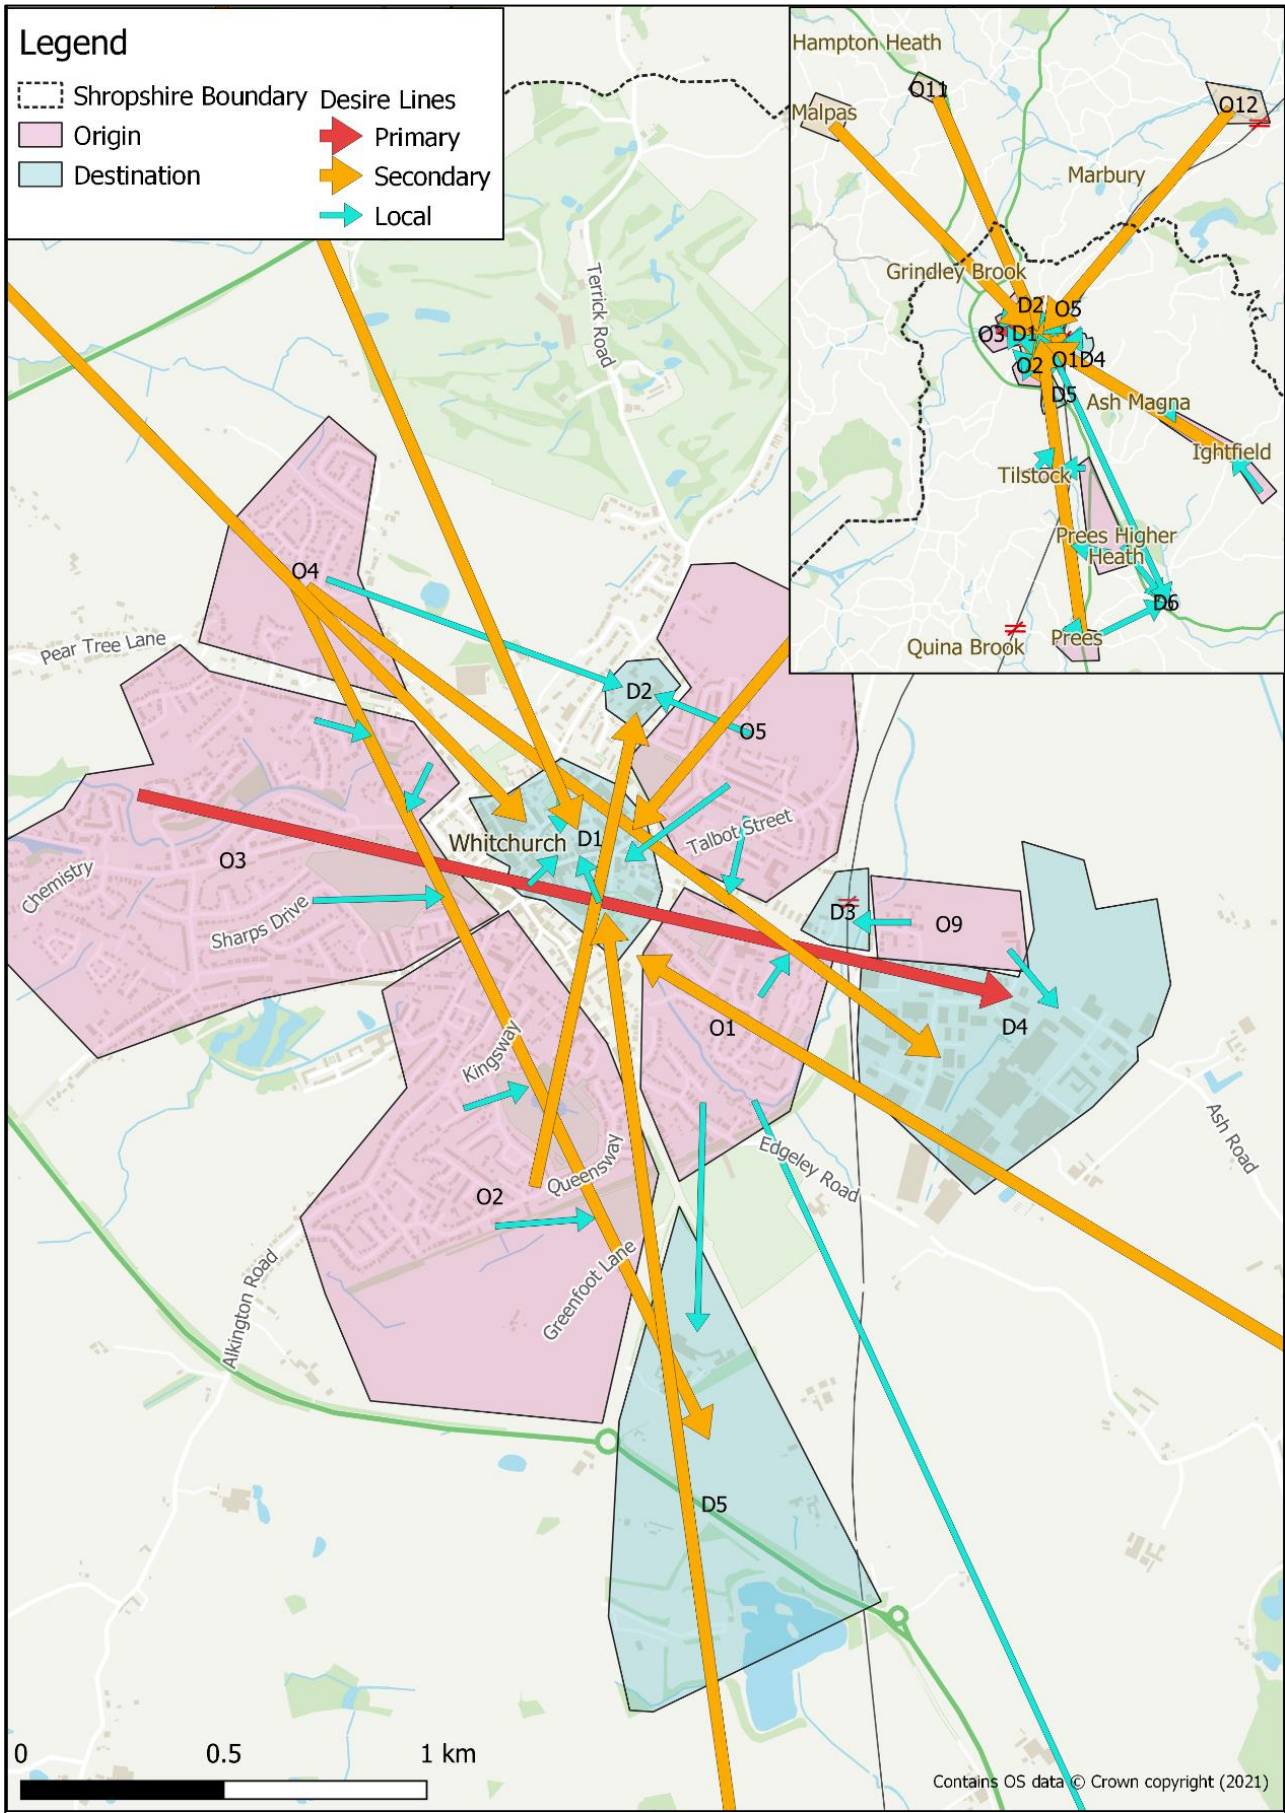 Legend
Shropshire Boundary
Origin
Destination
Desire Lines
Primary
Secondary
Local
Hampton Heath
O11
Malpas
O12
Marbury
Grindley Brook
D2
O5
O3
D1
O2
O1
D4
D5
Ash Magna
Ightfield
Tilstock
Prees Higher
Heath
D6
Prees
Quina Brook
Terrick Road
O4
Pear Tree Lane
D2
O5
Talbot Street
Whitchurch
D1
O3
Chemistry
Sharps Drive
D3
O9
D4
O1
Kingsway
Queensway
O2
Edgeley Road
Ash Road
Greenfoot Lane
Alkington Road
D5
0
0.5
1 km
Contains OS data © Crown copyright (2021)